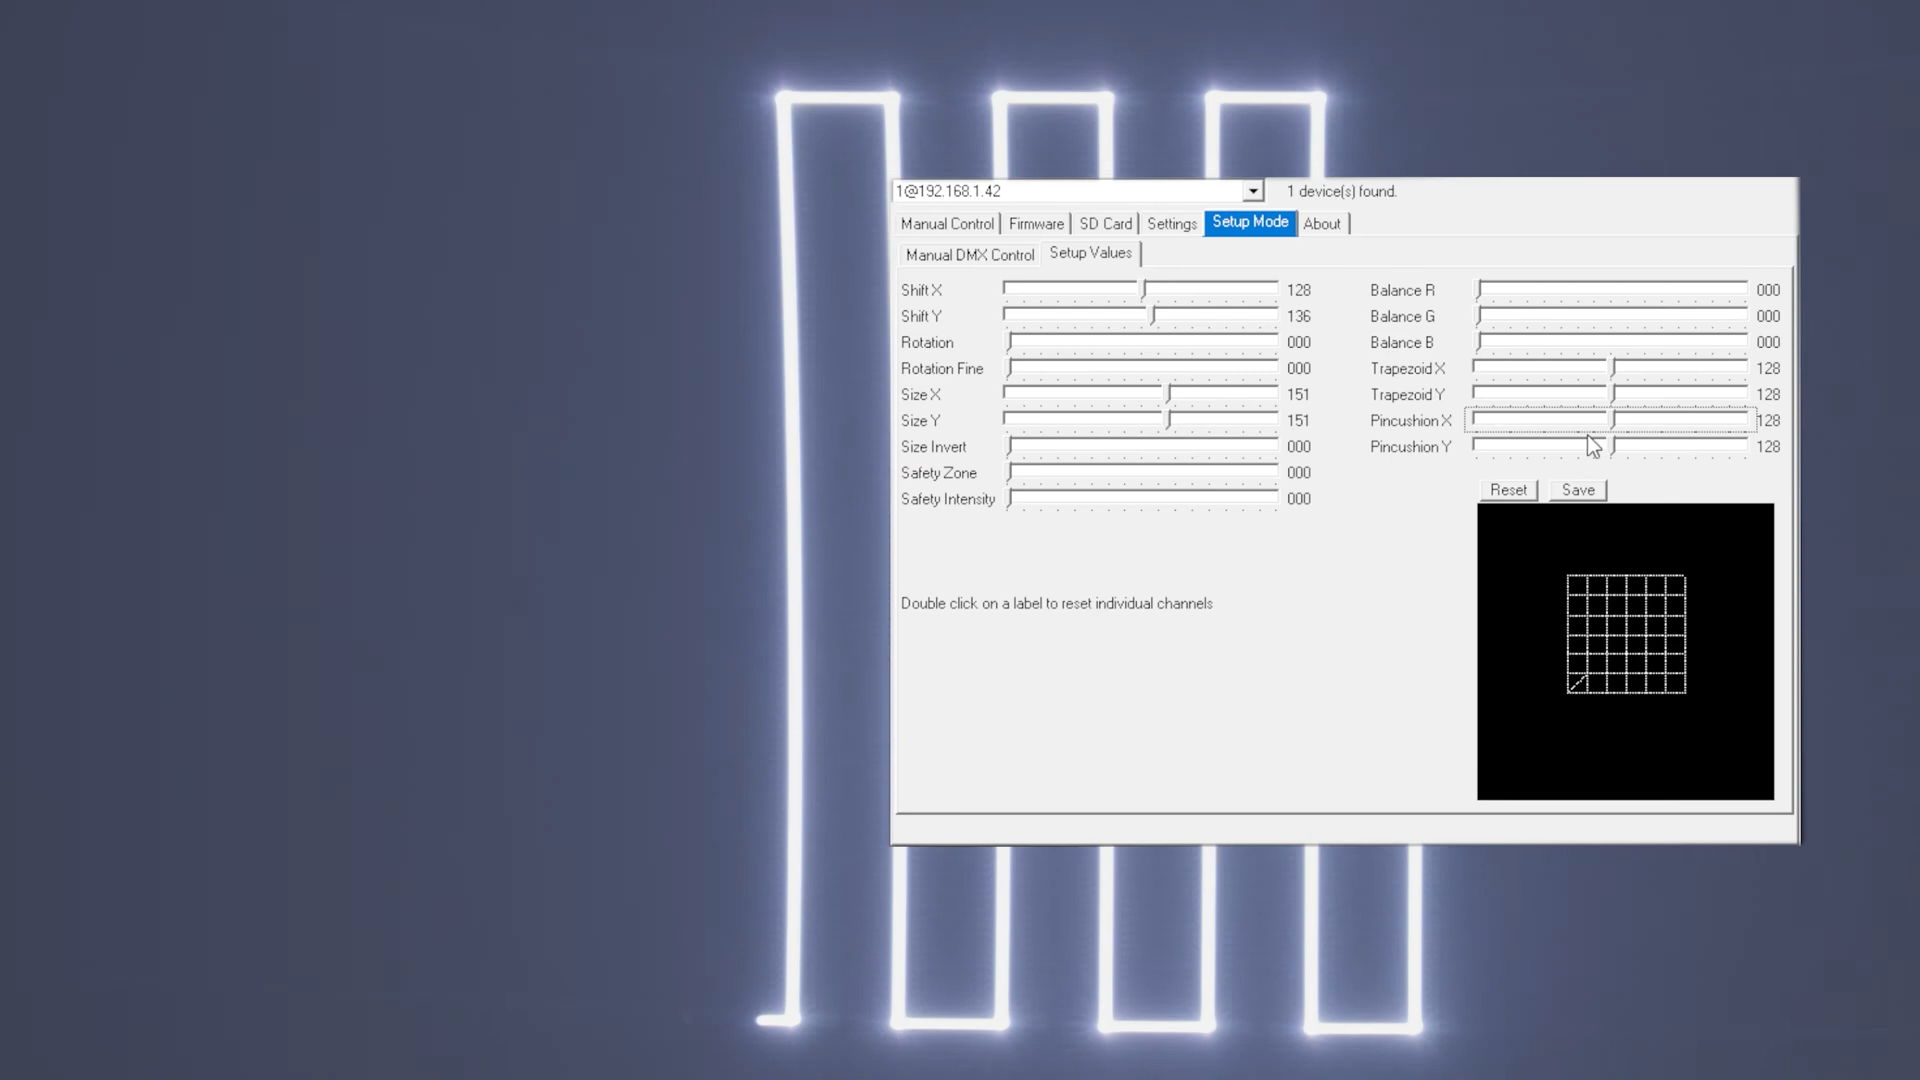 1@192.168.1.42 1 device(s) found.
Manual Control Firmware SD Card Settings Setup Mode About
Manual DMX Control Setup Values
Shift X 128 Balance R 000
Shift Y 136 Balance G 000
Rotation 000 Balance B 000
Rotation Fine 000 Trapezoid X 128
Size X 151 Trapezoid Y 128
Size Y 151 Pincushion X 128
Size Invert 000 Pincushion Y 128
Safety Zone 000
Safety Intensity 000
Reset Save
Double click on a label to reset individual channels